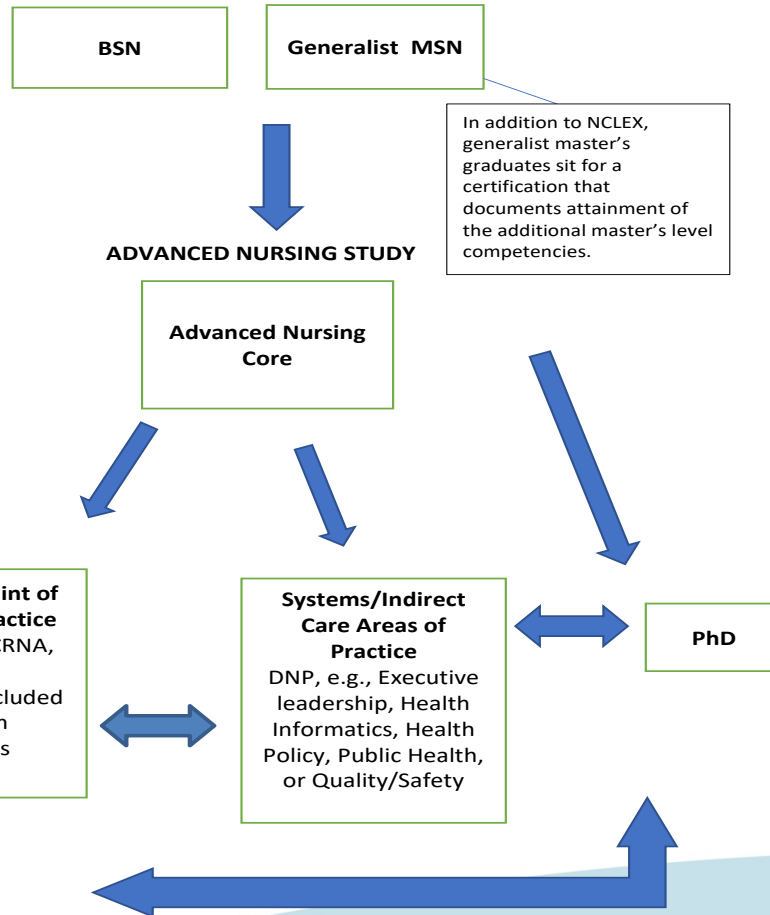 BSN
Generalist MSN
In addition to NCLEX,
generalist master’s
graduates sit for a
certification that
documents attainment of
the additional master’s level
competencies.
ADVANCED NURSING STUDY
Advanced Nursing
Core
of
CRNA,
Systems/Indirect
Care Areas of
Practice
DNP, e.g., Executive
leadership, Health
Informatics, Health
Policy, Public Health,
or Quality/Safety
PhD